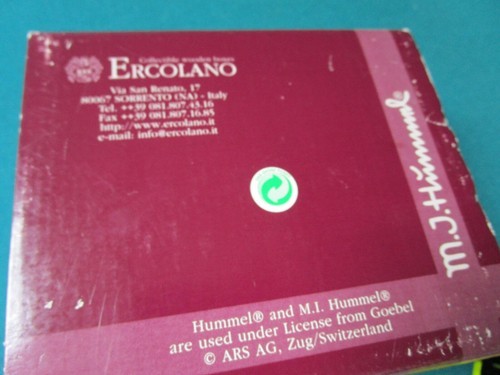 Collectible wooden boxes
ERCOLANO
Via San Renato, 17
80067 SORRENTO (NA) - Italy
Tel. ++39 081.807.43.16
Fax ++39 081.807.16.85
http://www.ercolano.it
e-mail: info@ercolano.it
M.J. Hümmel®
Hummel® and M.I. Hummel®
are used under License from Goebel
© ARS AG, Zug/Switzerland